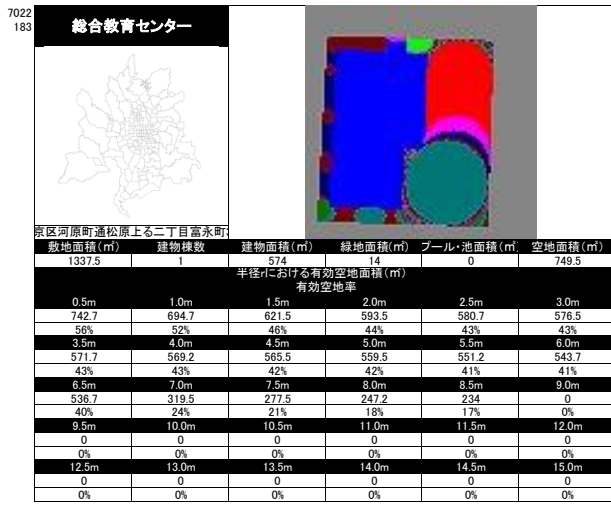 7022
183
総合教育センター
京区河原町通松原上る二丁目富永町
敷地面積(㎡) 建物棟数 建物面積(㎡) 緑地面積(㎡) プール・池面積(㎡) 空地面積(㎡)
1337.5 1 574 14 0 749.5
半径rにおける有効空地面積(㎡)
有効空地率
0.5m 1.0m 1.5m 2.0m 2.5m 3.0m
742.7 694.7 621.5 593.5 580.7 576.5
56% 52% 46% 44% 43% 43%
3.5m 4.0m 4.5m 5.0m 5.5m 6.0m
571.7 569.2 565.5 559.5 551.2 543.7
43% 43% 42% 42% 41% 41%
6.5m 7.0m 7.5m 8.0m 8.5m 9.0m
536.7 319.5 277.5 247.2 234 0
40% 24% 21% 18% 17% 0%
9.5m 10.0m 10.5m 11.0m 11.5m 12.0m
0 0 0 0 0 0
0% 0% 0% 0% 0% 0%
12.5m 13.0m 13.5m 14.0m 14.5m 15.0m
0 0 0 0 0 0
0% 0% 0% 0% 0% 0%